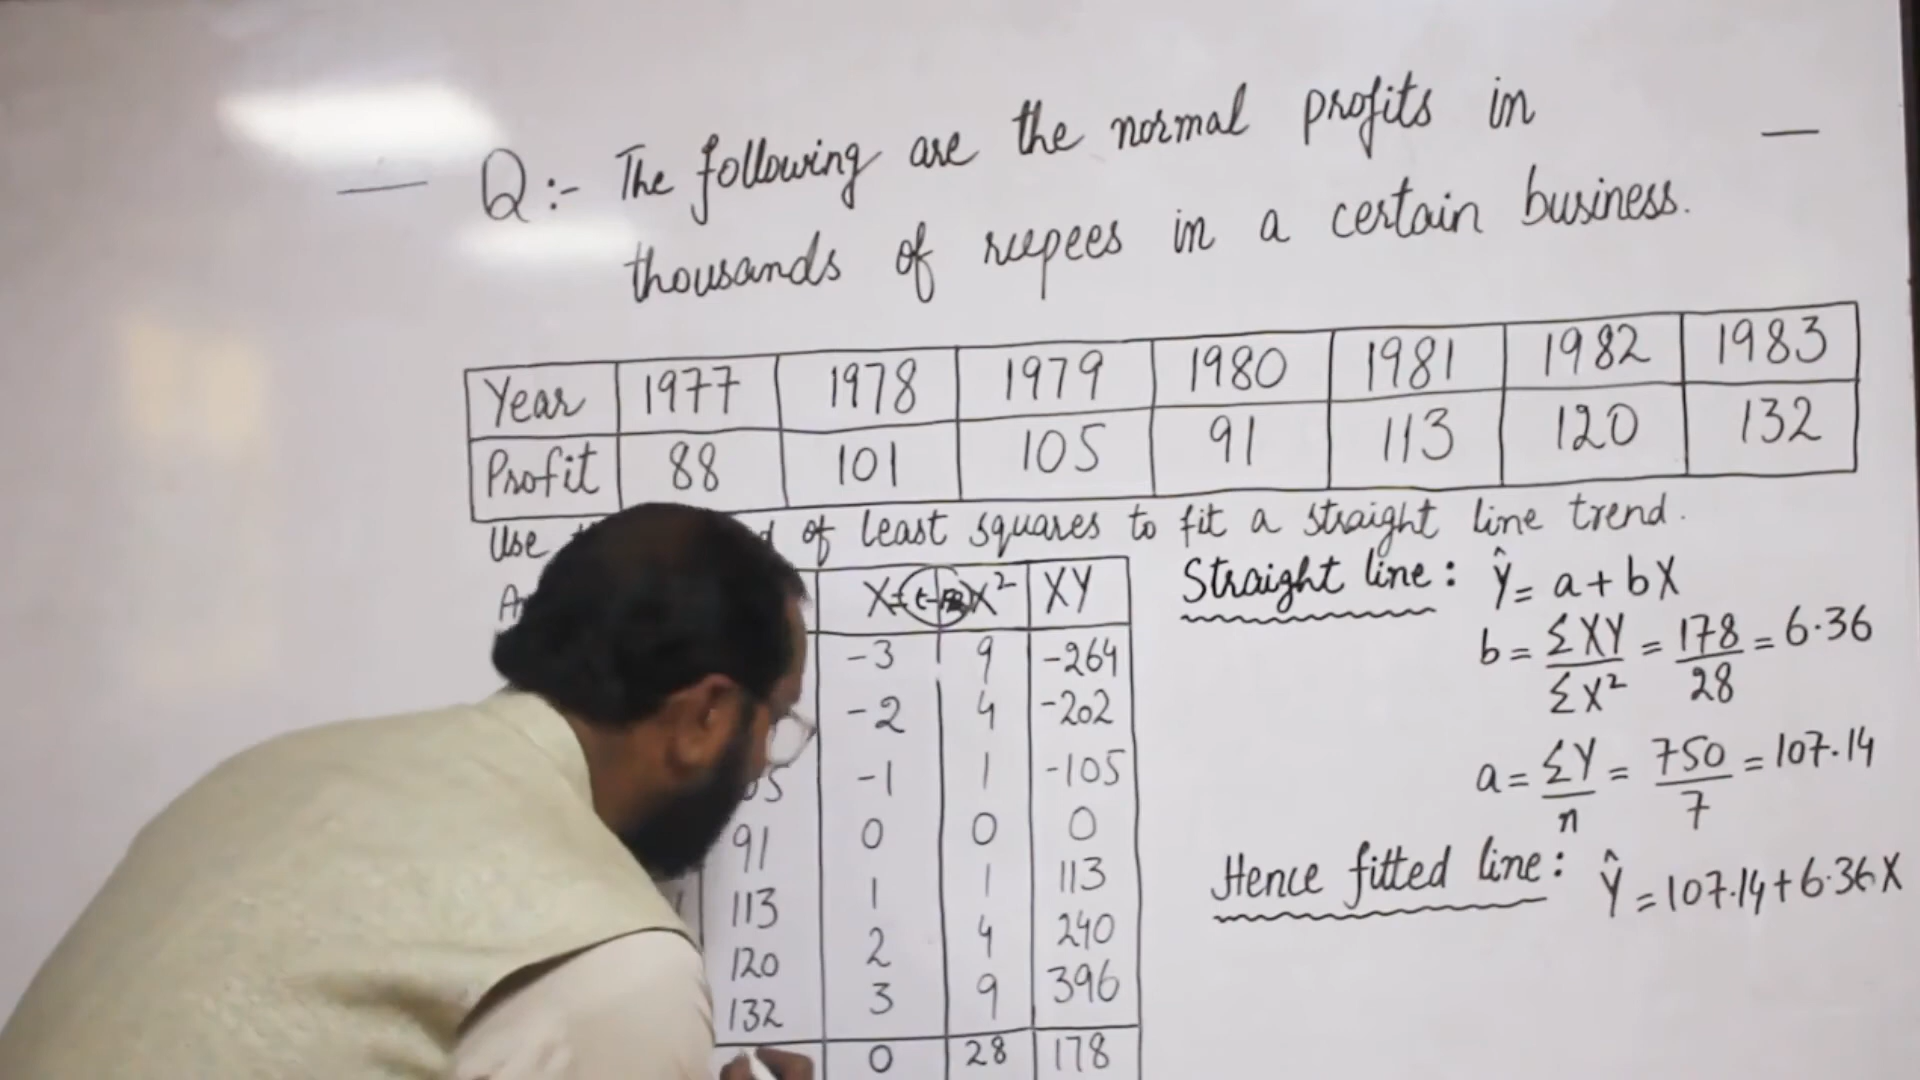 Q:- The following are the normal profits in
thousands of rupees in a certain business.
Year 1977 1978 1979 1980 1981 1982 1983
Profit 88 101 105 91 113 120 132
Use of least squares to fit a straight line trend.
X X² XY
-3 9 -264
-2 4 -202
-1 1 -105
91 0 0 0
113 1 1 113
120 2 4 240
132 3 9 396
0 28 178
Straight line: Ŷ = a + bX
b = ΣXY/ΣX² = 178/28 = 6.36
a = ΣY/n = 750/7 = 107.14
Hence fitted line: Ŷ = 107.14 + 6.36X